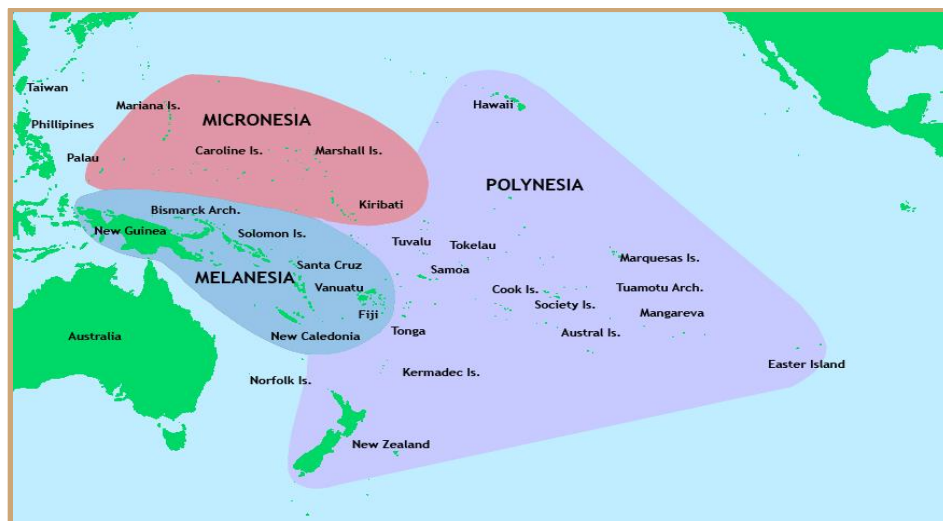 Taiwan
Hawaii
Mariana Is.
MICRONESIA
Phillipines
Caroline Is.
Marshall Is.
Palau
POLYNESIA
Kiribati
Bismarck Arch.
New Guinea
Solomon Is.
Tuvalu
Tokelau
Marquesas Is.
Santa Cruz
Samoa
MELANESIA
Vanuatu
Cook Is.
Tuamotu Arch.
Society Is.
Fiji
Mangareva
Australia
New Caledonia
Tonga
Austral Is.
Easter Island
Norfolk Is.
Kermadec Is.
New Zealand